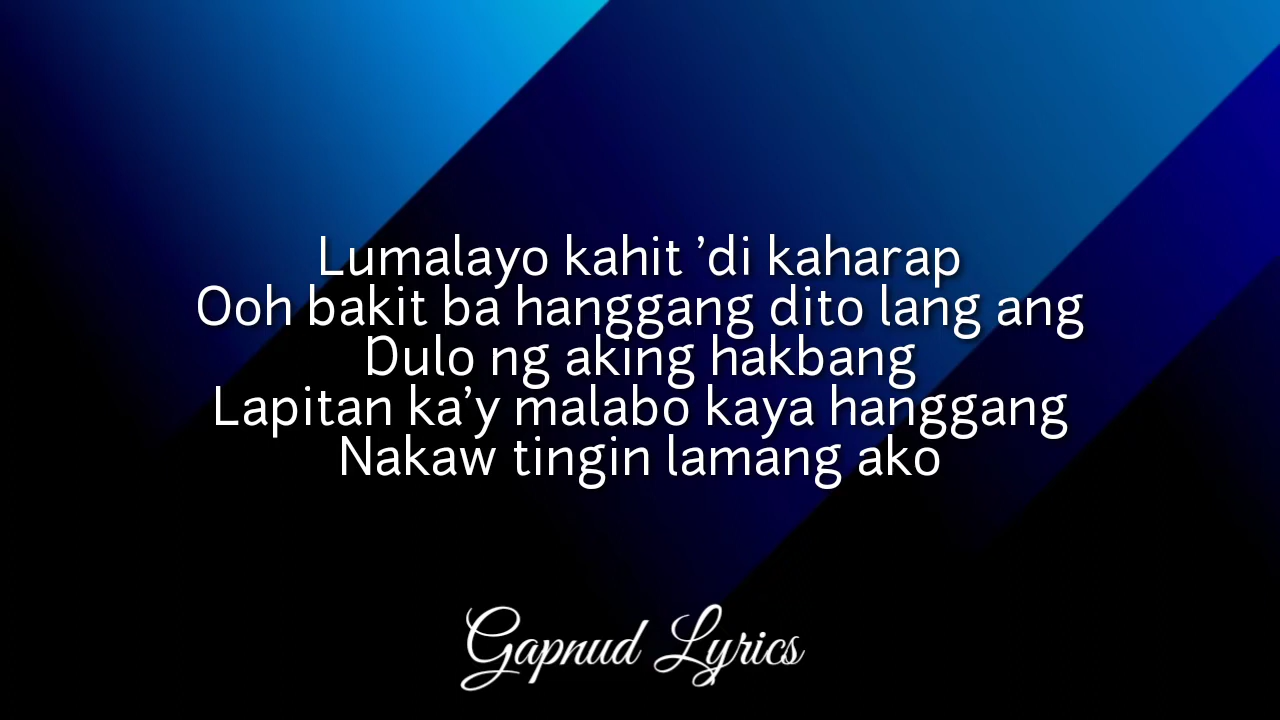 Lumalayo kahit ’di kaharap
Ooh bakit ba hanggang dito lang ang
Dulo ng aking hakbang
Lapitan ka’y malabo kaya hanggang
Nakaw tingin lamang ako
Gapnud Lyrics